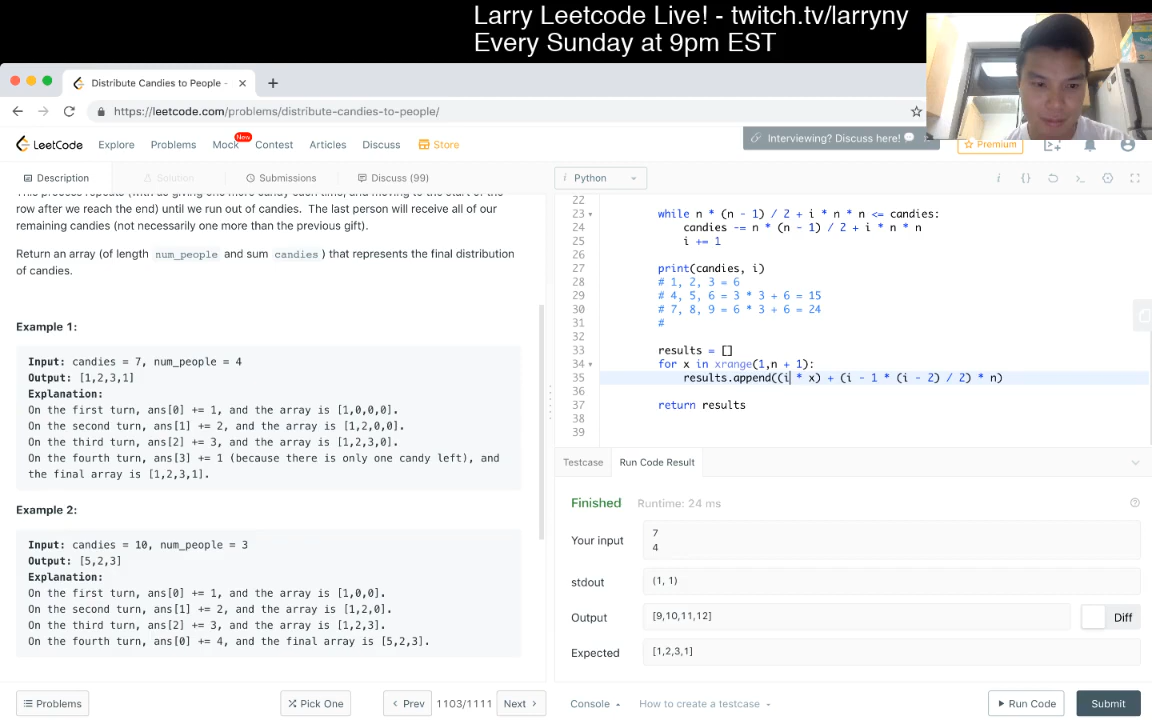 Larry Leetcode Live! - twitch.tv/larryny
Every Sunday at 9pm EST
Distribute Candies to People -
https://leetcode.com/problems/distribute-candies-to-people/
LeetCode
Explore
Problems
Mock
New
Contest
Articles
Discuss
Store
Interviewing? Discuss here!
Premium
Description
Solution
Submissions
Discuss (99)
i Python
row after we reach the end) until we run out of candies. The last person will receive all of our
remaining candies (not necessarily one more than the previous gift).
Return an array (of length num_people and sum candies) that represents the final distribution
of candies.
Example 1:
Input: candies = 7, num_people = 4
Output: [1,2,3,1]
Explanation:
On the first turn, ans[0] += 1, and the array is [1,0,0,0].
On the second turn, ans[1] += 2, and the array is [1,2,0,0].
On the third turn, ans[2] += 3, and the array is [1,2,3,0].
On the fourth turn, ans[3] += 1 (because there is only one candy left), and
the final array is [1,2,3,1].
Example 2:
Input: candies = 10, num_people = 3
Output: [5,2,3]
Explanation:
On the first turn, ans[0] += 1, and the array is [1,0,0].
On the second turn, ans[1] += 2, and the array is [1,2,0].
On the third turn, ans[2] += 3, and the array is [1,2,3].
On the fourth turn, ans[0] += 4, and the final array is [5,2,3].
22
23 while n * (n - 1) / 2 + i * n * n <= candies:
24 candies -= n * (n - 1) / 2 + i * n * n
25 i += 1
26
27 print(candies, i)
28 # 1, 2, 3 = 6
29 # 4, 5, 6 = 3 * 3 + 6 = 15
30 # 7, 8, 9 = 6 * 3 + 6 = 24
31 #
32
33 results = []
34 for x in xrange(1,n + 1):
35 results.append((i * x) + (i - 1 * (i - 2) / 2) * n)
36
37 return results
38
39
Testcase
Run Code Result
Finished
Runtime: 24 ms
Your input
7
4
stdout
(1, 1)
Output
[9,10,11,12]
Diff
Expected
[1,2,3,1]
Problems
Pick One
Prev
1103/1111
Next
Console
How to create a testcase
Run Code
Submit